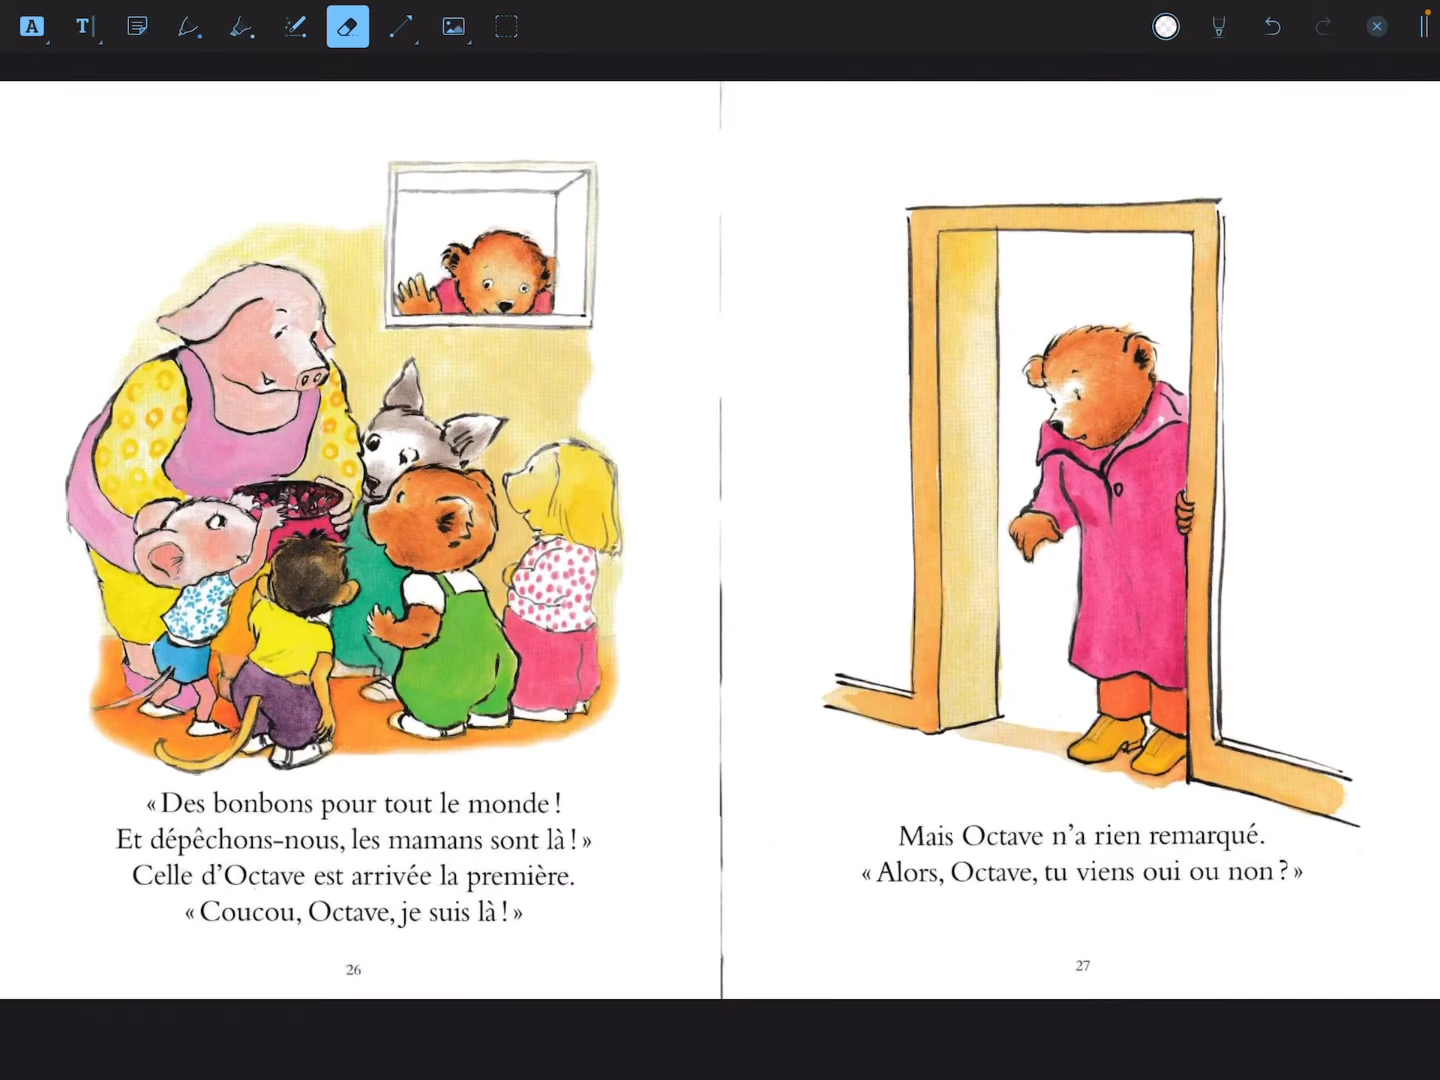 A
T
«Des bonbons pour tout le monde!
Et dépêchons-nous, les mamans sont là!»
Celle d'Octave est arrivée la première.
«Coucou, Octave, je suis là!»
26
Mais Octave n'a rien remarqué.
«Alors, Octave, tu viens oui ou non?»
27